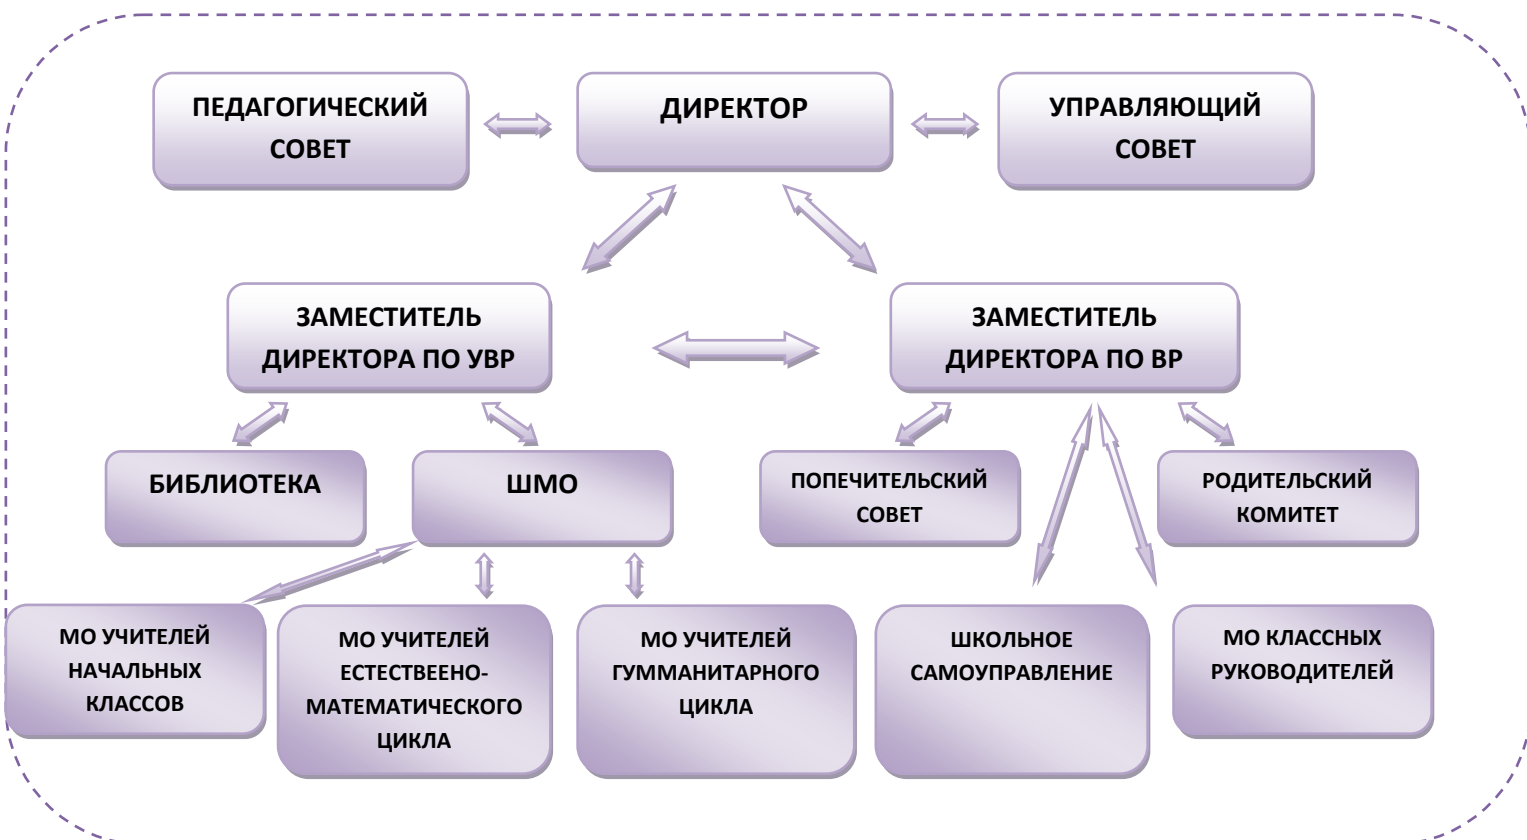 ПЕДАГОГИЧЕСКИЙ
СОВЕТ
ДИРЕКТОР
УПРАВЛЯЮЩИЙ
СОВЕТ
ЗАМЕСТИТЕЛЬ
ДИРЕКТОРА ПО УВР
ЗАМЕСТИТЕЛЬ
ДИРЕКТОРА ПО ВР
БИБЛИОТЕКА
ШМО
ПОПЕЧИТЕЛЬСКИЙ
СОВЕТ
РОДИТЕЛЬСКИЙ
КОМИТЕТ
МО УЧИТЕЛЕЙ
НАЧАЛЬНЫХ
КЛАССОВ
МО УЧИТЕЛЕЙ
ЕСТЕСТВЕЕНО-
МАТЕМАТИЧЕСКОГО
ЦИКЛА
МО УЧИТЕЛЕЙ
ГУММАНИТАРНОГО
ЦИКЛА
ШКОЛЬНОЕ
САМОУПРАВЛЕНИЕ
МО КЛАССНЫХ
РУКОВОДИТЕЛЕЙ